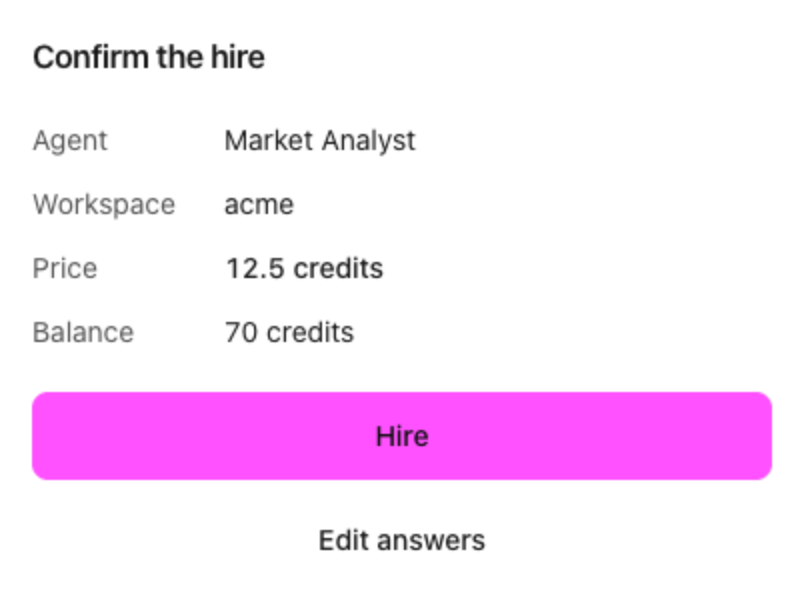 Confirm the hire
Agent Market Analyst
Workspace acme
Price 12.5 credits
Balance 70 credits
Hire
Edit answers